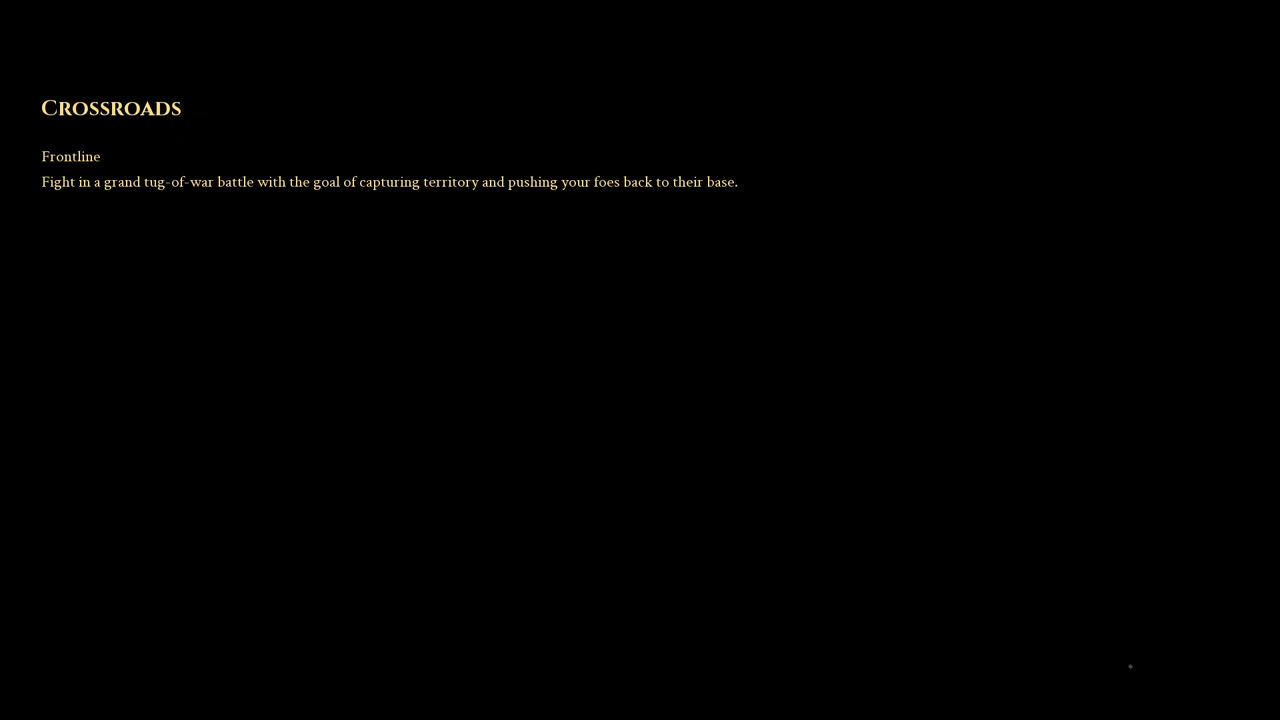 Crossroads
Frontline
Fight in a grand tug-of-war battle with the goal of capturing territory and pushing your foes back to their base.